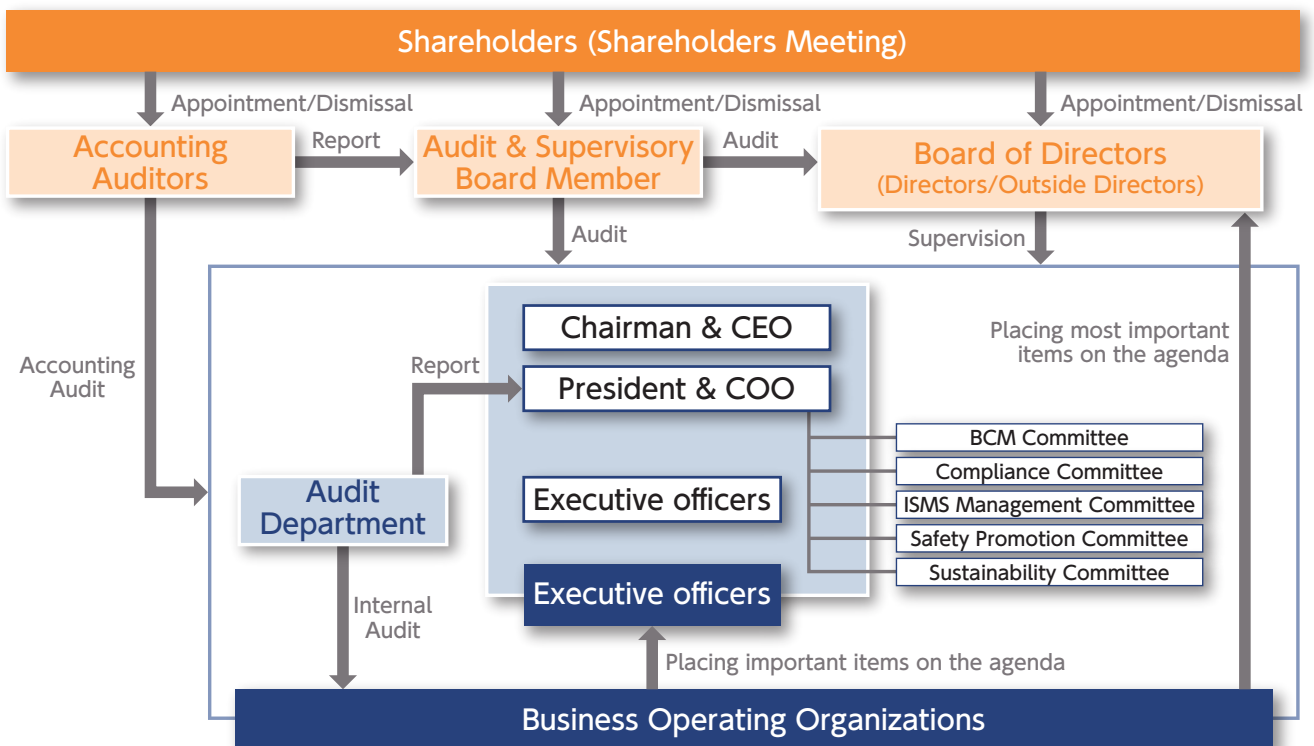 Shareholders (Shareholders Meeting)
Appointment/Dismissal
Appointment/Dismissal
Appointment/Dismissal
Accounting
Auditors
Report
Audit & Supervisory
Board Member
Audit
Board of Directors
(Directors/Outside Directors)
Audit
Supervision
Accounting
Audit
Placing most important
items on the agenda
Report
Chairman & CEO
President & COO
BCM Committee
Compliance Committee
ISMS Management Committee
Safety Promotion Committee
Sustainability Committee
Audit
Department
Executive officers
Executive officers
Internal
Audit
Placing important items on the agenda
Business Operating Organizations